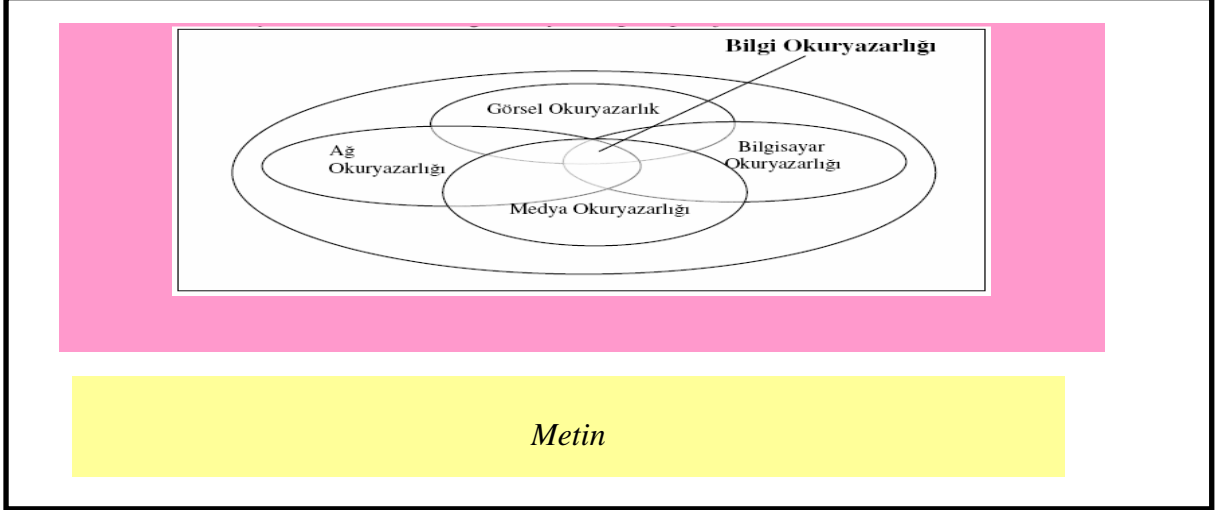 Bilgi Okuryazarlığı
Görsel Okuryazarlık
Ağ
Okuryazarlığı
Bilgisayar
Okuryazarlığı
Medya Okuryazarlığı
Metin